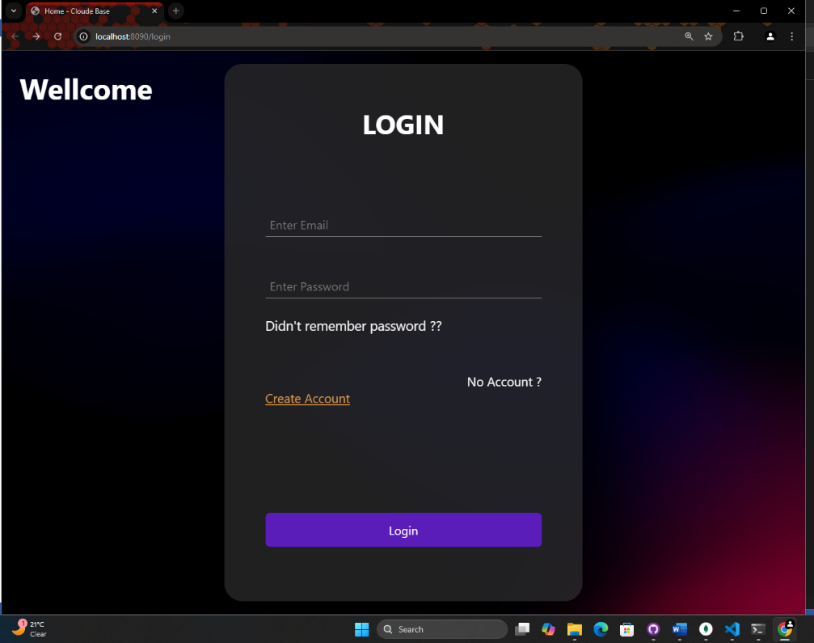 Home - Cloude Base
localhost:8090/login
Wellcome
LOGIN
Enter Email
Enter Password
Didn't remember password ??
No Account ?
Create Account
Login
1
21°C
Clear
Search